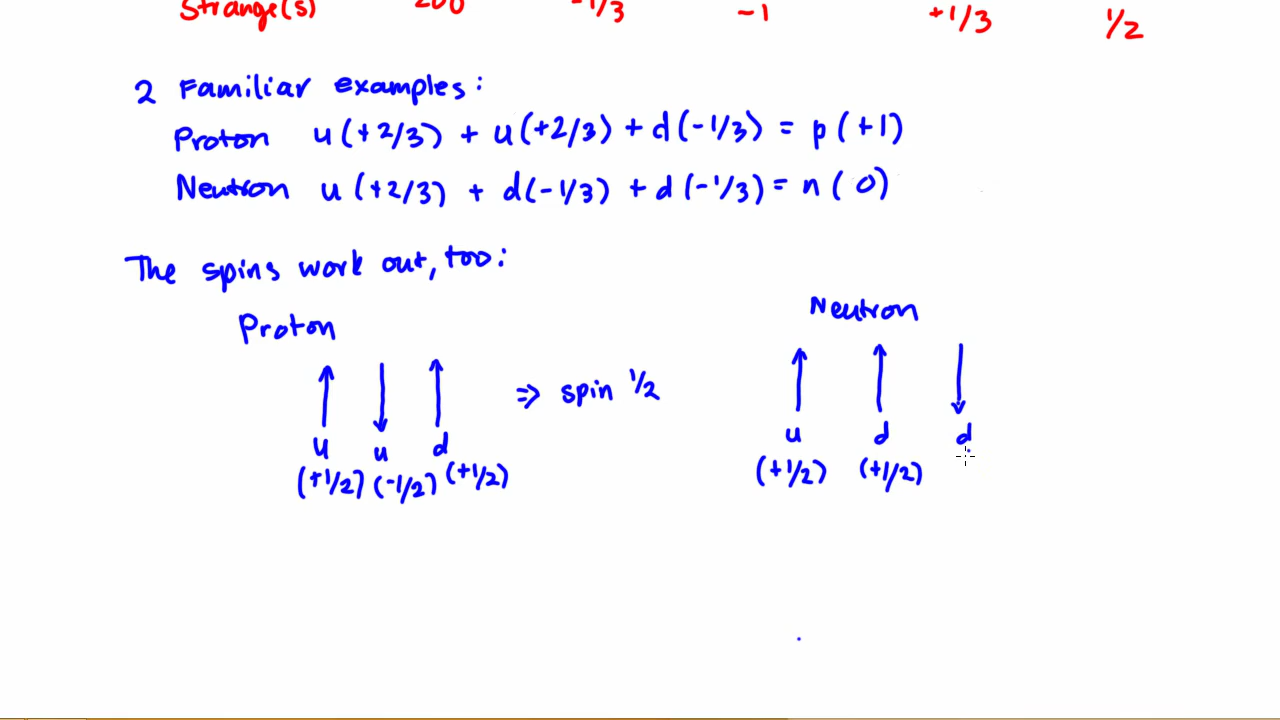 Strange(s) 200 -1/3 -1 +1/3 1/2
2 Familiar examples:
Proton u(+2/3) + u(+2/3) + d(-1/3) = p(+1)
Neutron u(+2/3) + d(-1/3) + d(-1/3) = n(0)
The spins work out, too:
Proton
u u d
(+1/2) (-1/2) (+1/2)
⇒ spin 1/2
Neutron
u d d
(+1/2) (+1/2)